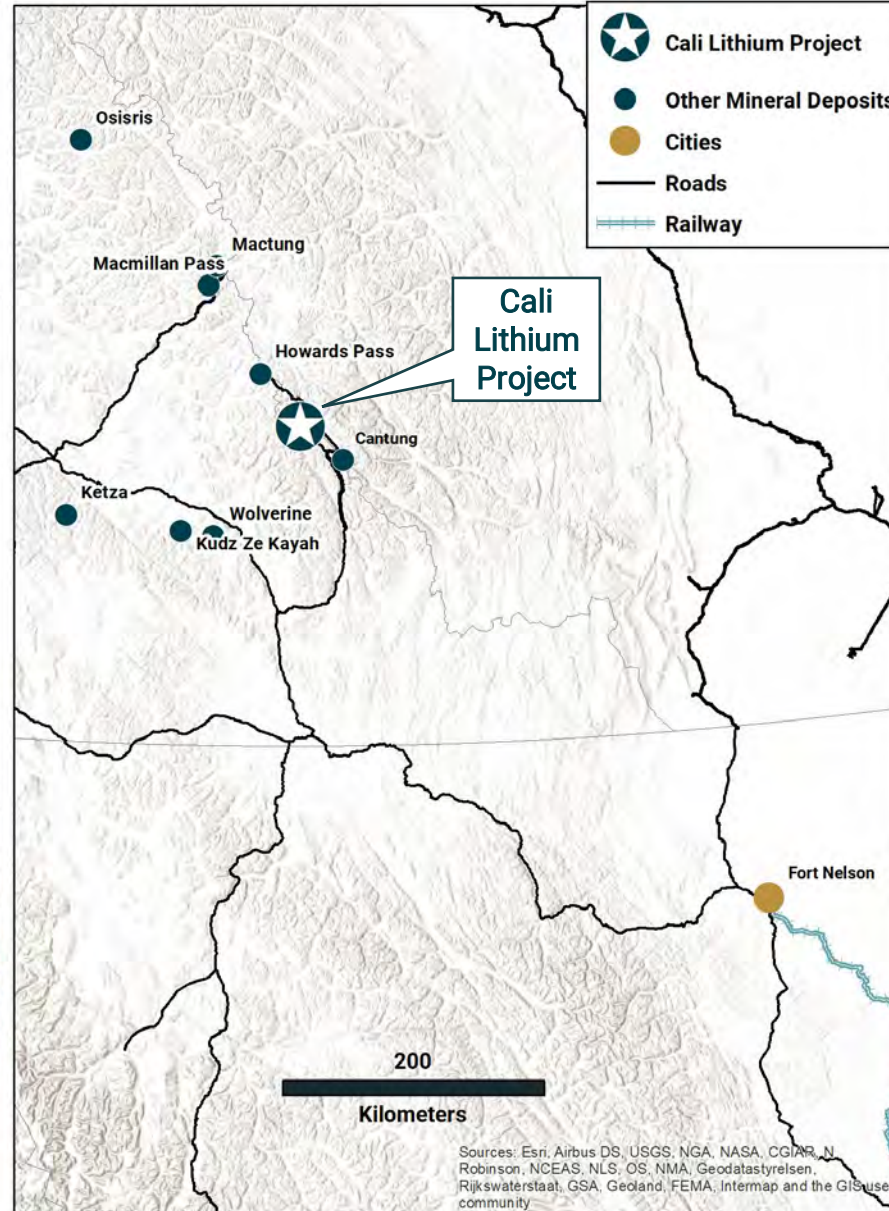 Cali Lithium Project
Other Mineral Deposits
Cities
Roads
Railway
Osisris
Mactung
Macmillan Pass
Cali
Lithium
Project
Howards Pass
Cantung
Ketza
Wolverine
Kudz Ze Kayah
Fort Nelson
200
Kilometers
Sources: Esri, Airbus DS, USGS, NGA, NASA, CGIAR, N
Robinson, NCEAS, NLS, OS, NMA, Geodatastyrelsen,
Rijkswaterstaat, GSA, Geoland, FEMA, Intermap and the GIS use
community